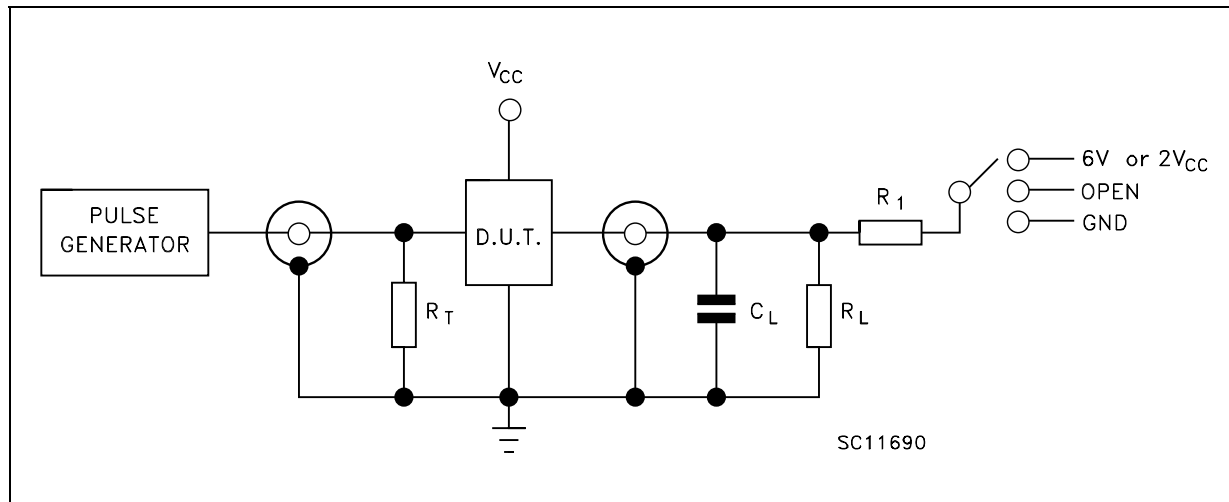 VCC
6V or 2VCC
OPEN
GND
R1
PULSE
GENERATOR
D.U.T.
RT
CL
RL
SC11690